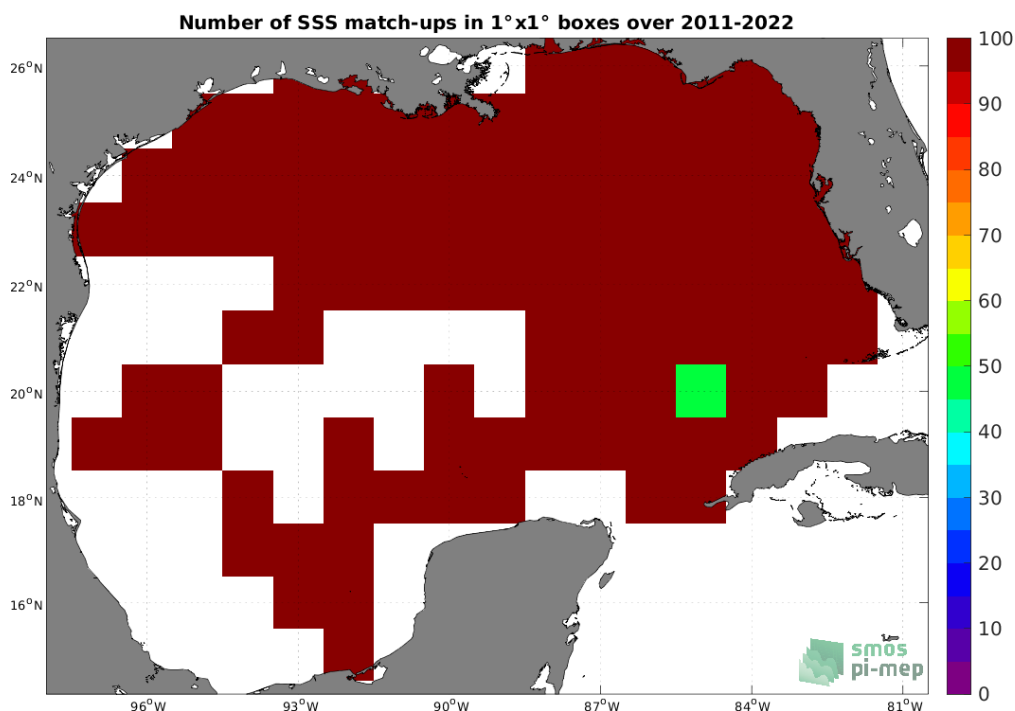 Number of SSS match-ups in 1°x1° boxes over 2011-2022
26°N
24°N
22°N
20°N
18°N
16°N
96°W
93°W
90°W
87°W
84°W
81°W
100
90
80
70
60
50
40
30
20
10
0
smos
pi-mep